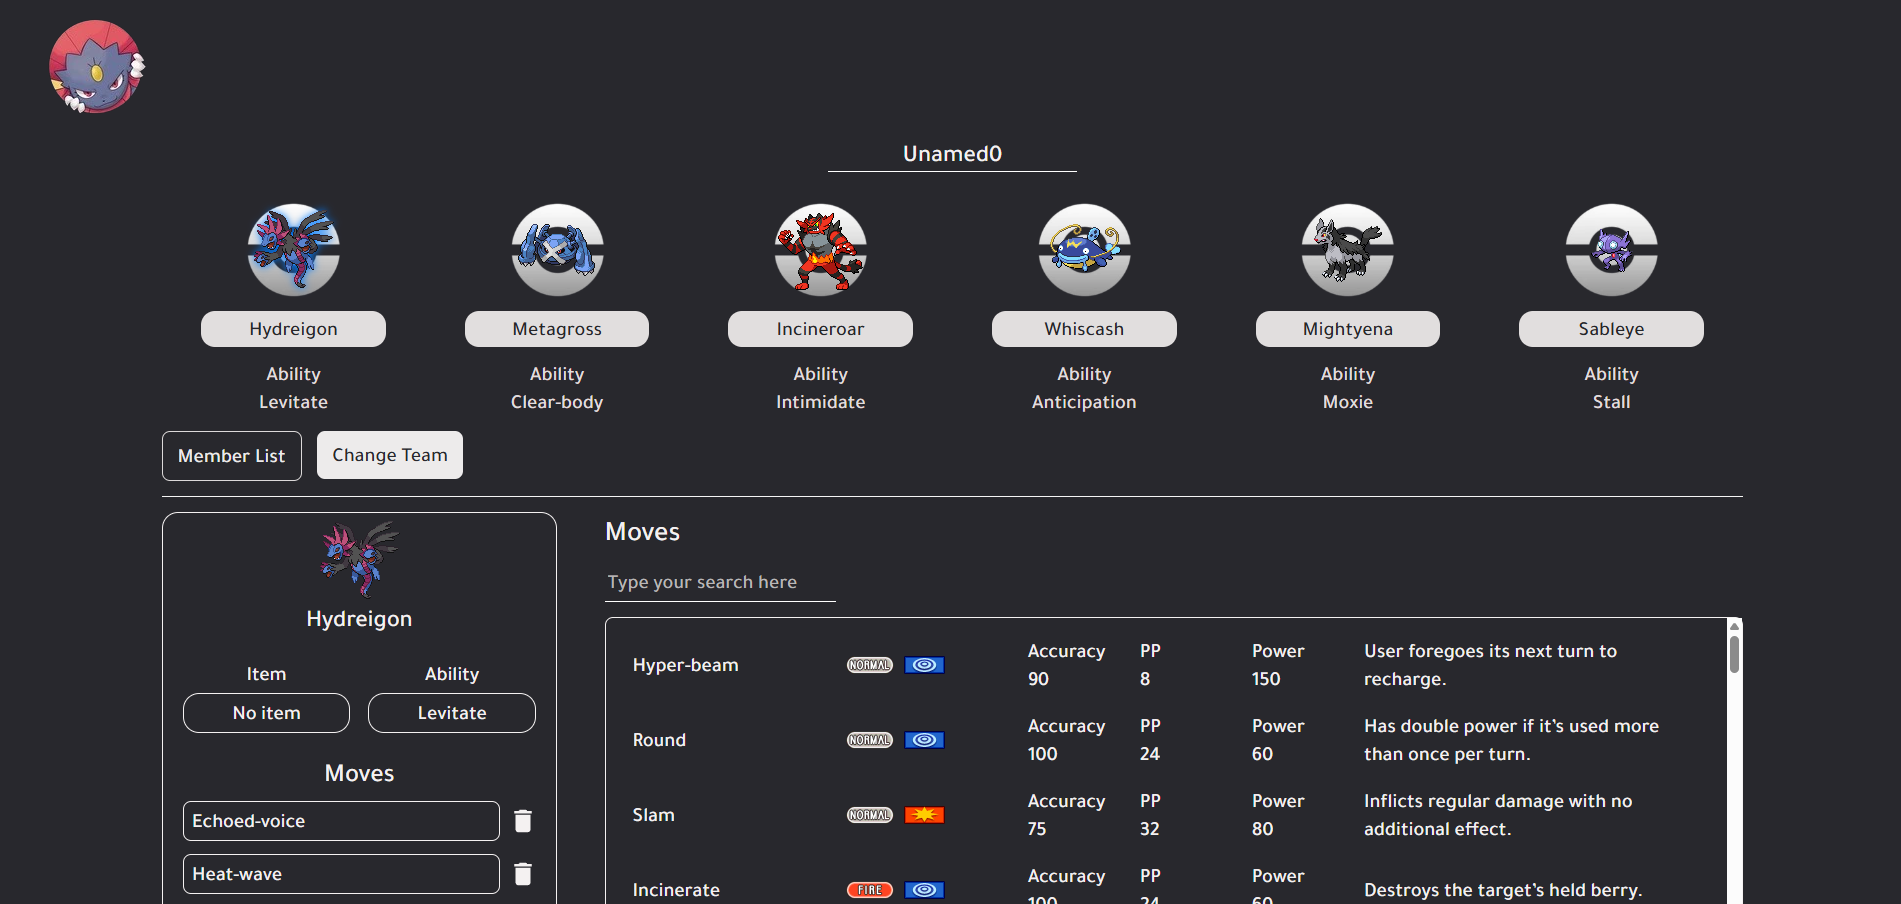 Unamed0
Hydreigon
Metagross
Incineroar
Whiscash
Mightyena
Sableye
Ability
Levitate
Ability
Clear-body
Ability
Intimidate
Ability
Anticipation
Ability
Moxie
Ability
Stall
Member List
Change Team
Hydreigon
Item
Ability
No item
Levitate
Moves
Echoed-voice
Heat-wave
Moves
Type your search here
Hyper-beam
NORMAL
Accuracy
90
PP
8
Power
150
User foregoes its next turn to
recharge.
Round
NORMAL
Accuracy
100
PP
24
Power
60
Has double power if it’s used more
than once per turn.
Slam
NORMAL
Accuracy
75
PP
32
Power
80
Inflicts regular damage with no
additional effect.
Incinerate
FIRE
Accuracy
100
PP
24
Power
60
Destroys the target’s held berry.